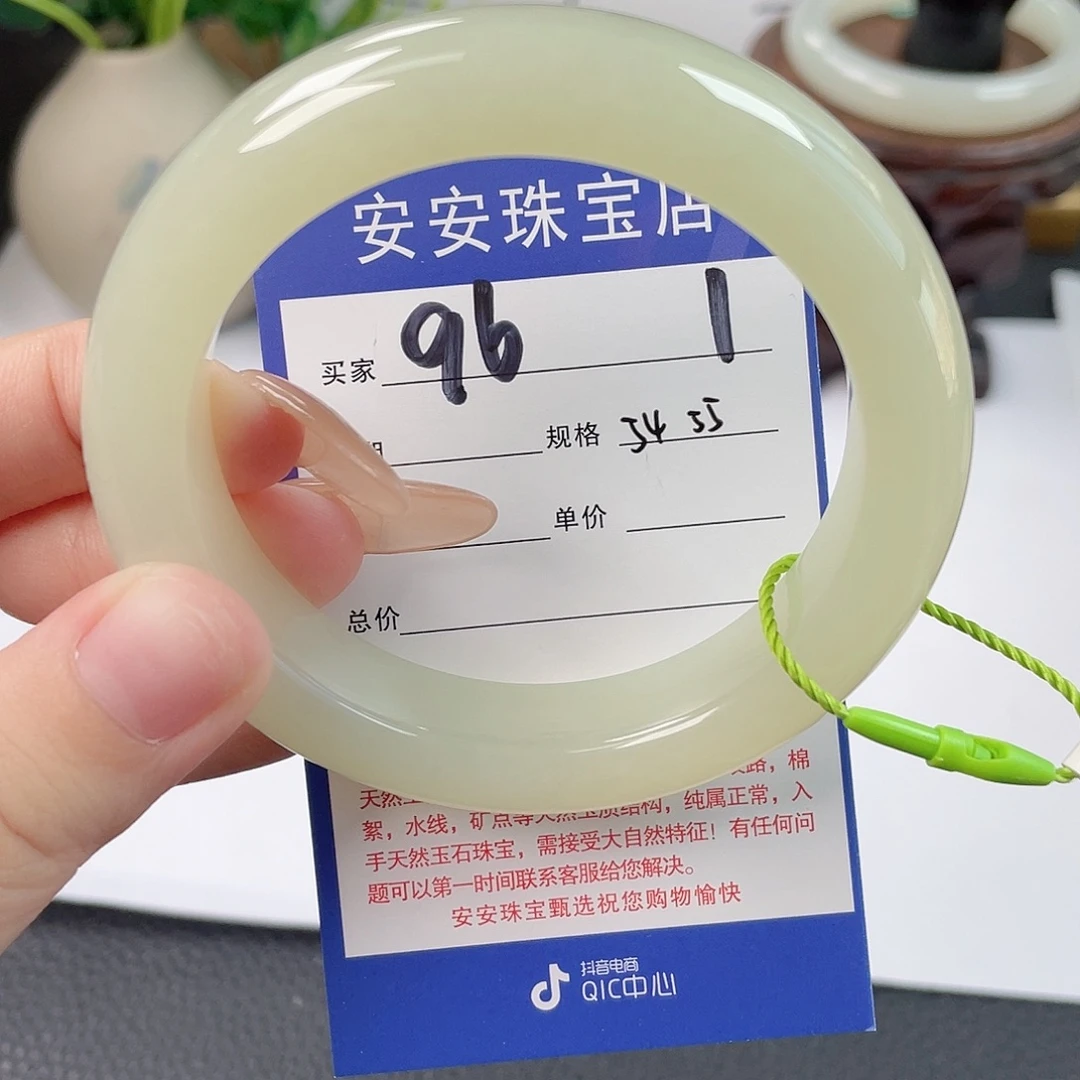 安安珠宝店
买家 96 1
规格 54 55
单价
总价
天然
路，棉
絮，水线，矿点等天然玉质结构，纯属正常，入
手天然玉石珠宝，需接受大自然特征！有任何问
题可以第一时间联系客服给您解决。
安安珠宝甄选祝您购物愉快
抖音电商
QIC中心